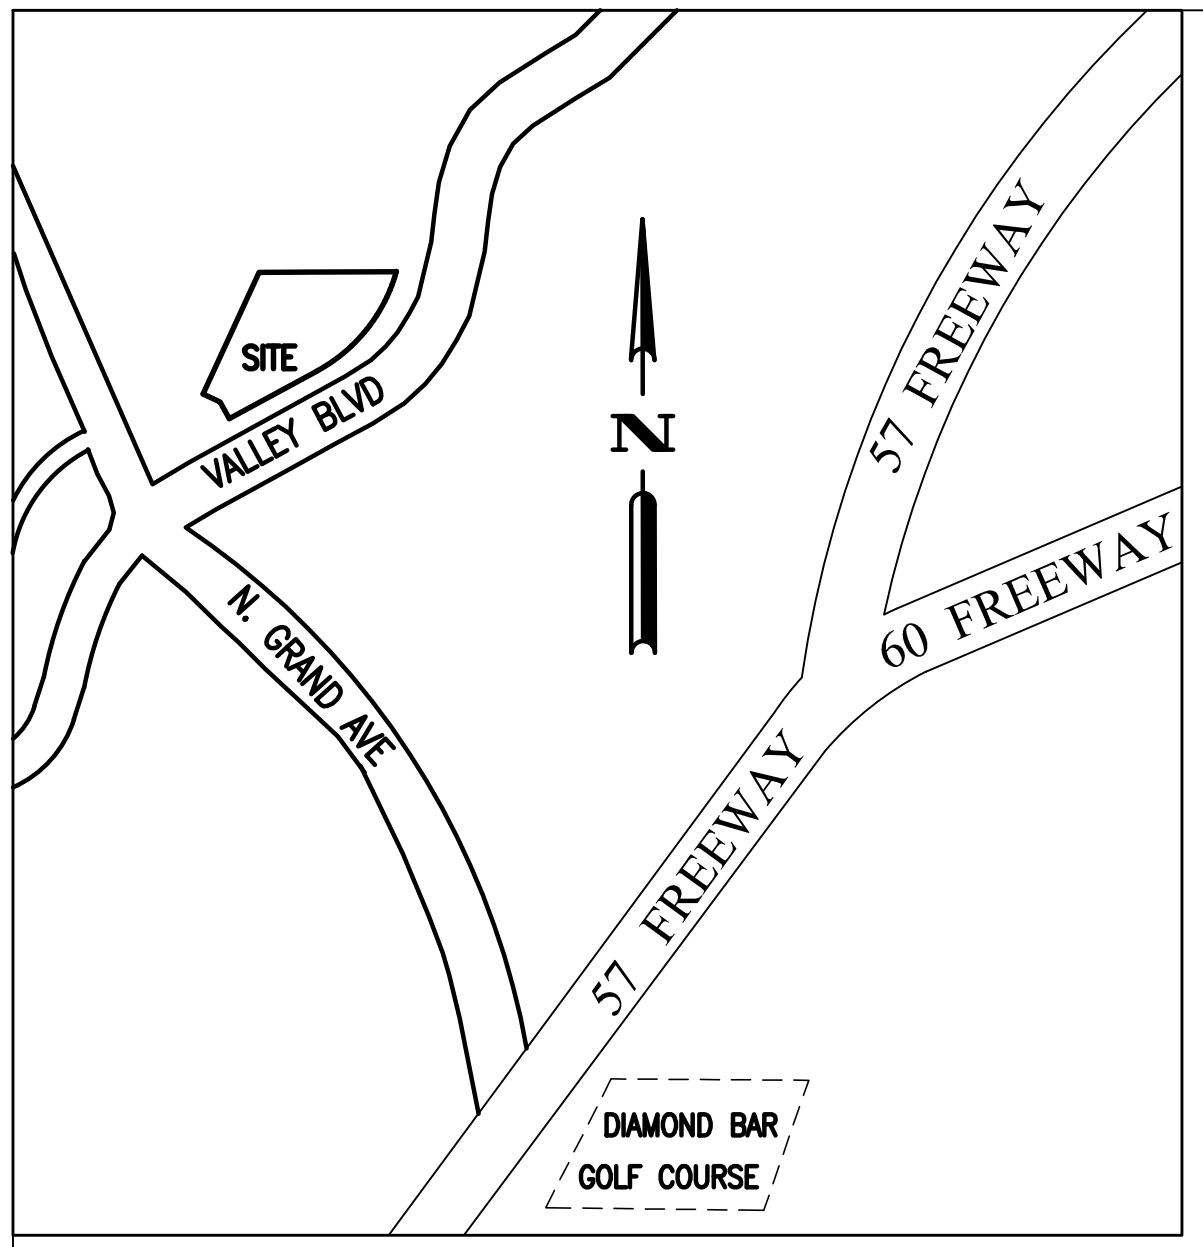 57 FREEWAY
SITE
VALLEY BLVD
N
60 FREEWAY
N. GRAND AVE
57 FREEWAY
DIAMOND BAR
GOLF COURSE